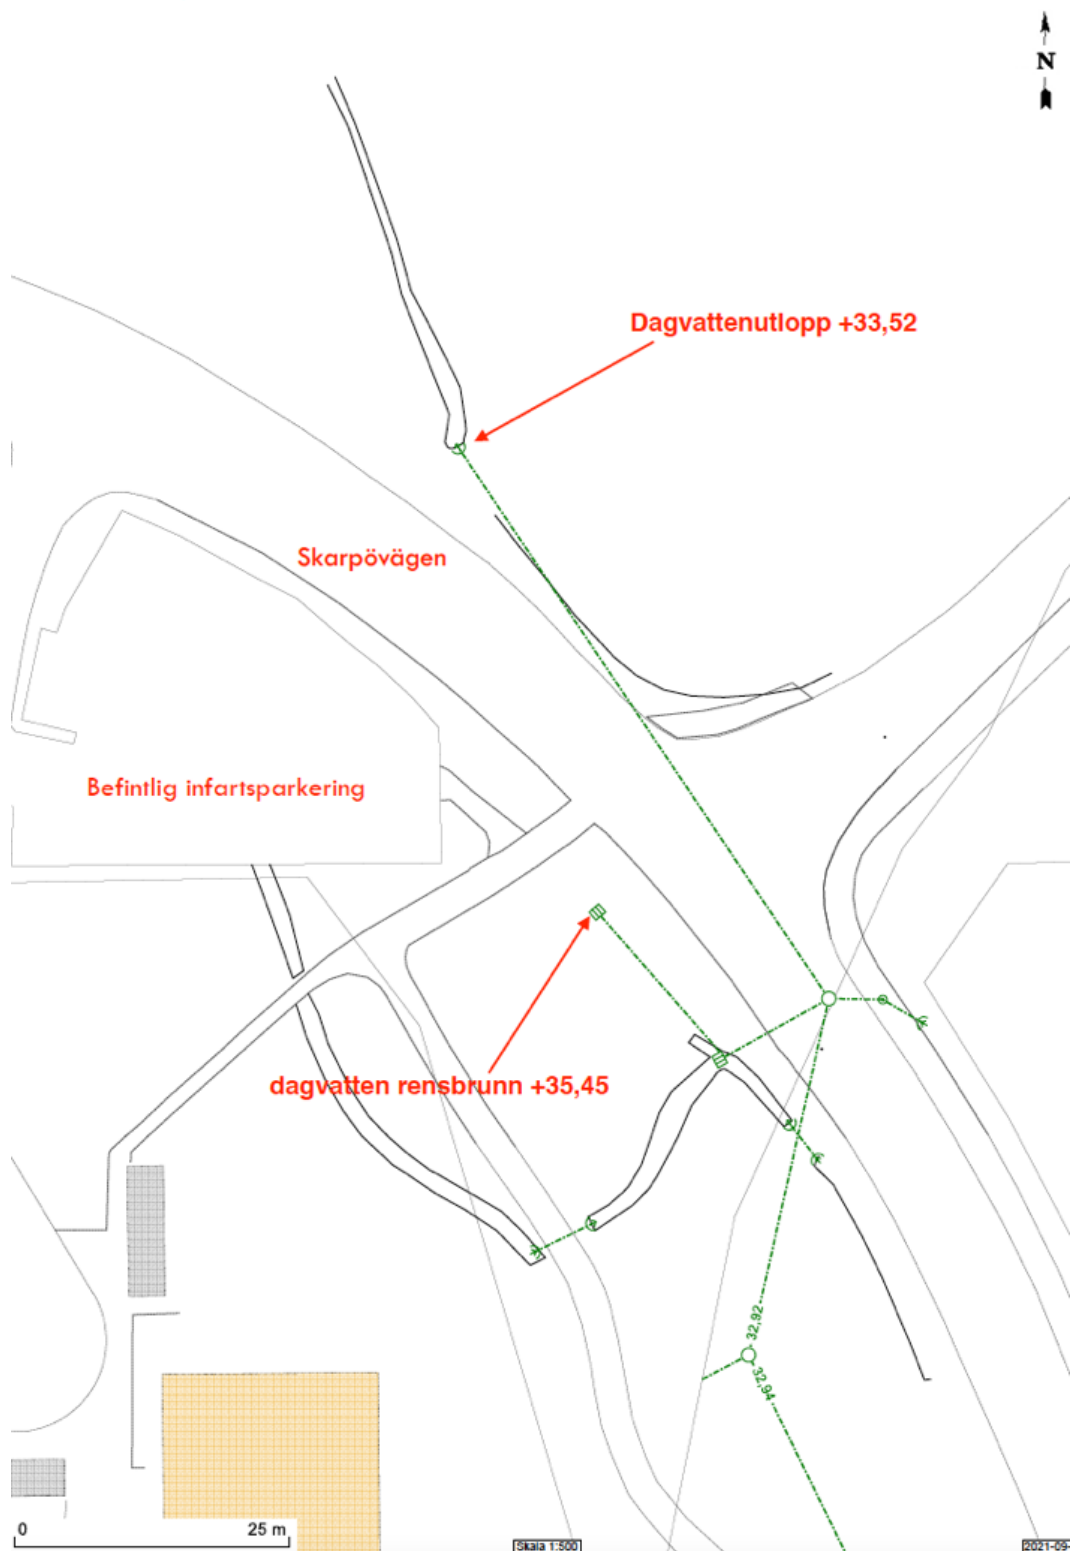 N
Dagvattenutlopp +33,52
Skarpövägen
Befintlig infartsparkering
dagvatten rensbrunn +35,45
32,92
32,94
0 25 m
Skala 1:500
2021-09-